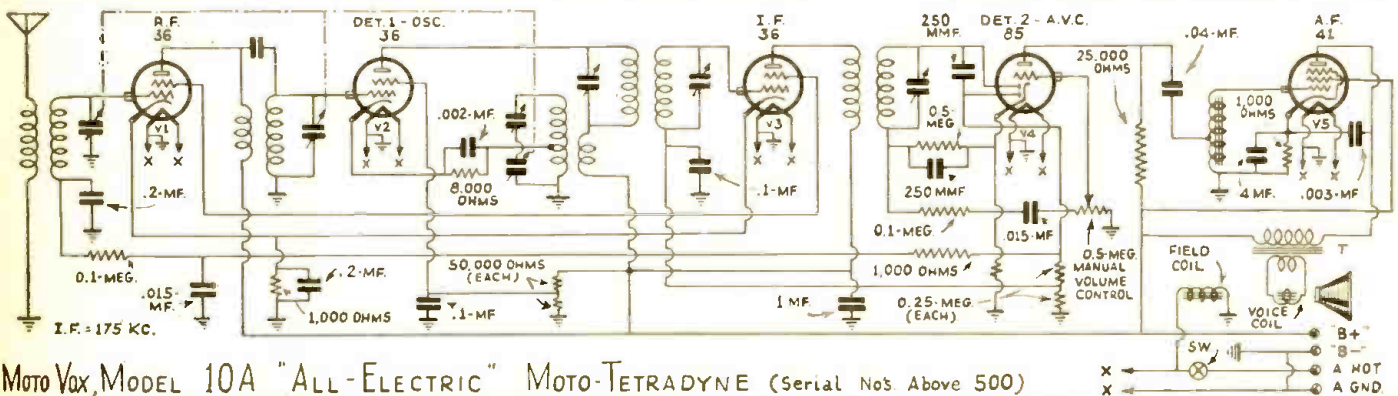 R.F.
36
DET. 1 - OSC.
36
I.F.
36
250
MMF.
DET. 2 - A.V.C.
85
25,000
OHMS
.04-MF.
A.F.
41
V1
V2
V3
V4
V5
X X
X X
X X
X X
X X
.002-MF.
8,000
OHMS
0.5-
MEG.
250 MMF
1,000
OHMS
.4 MF.
.003-MF
.2-MF.
.1-MF.
0.1-MEG.
.015-MF
0.1-MEG.
.015-
MF.
.2-MF.
1,000 OHMS
.1-MF
50,000 OHMS
(EACH)
1,000 OHMS
1 MF.
0.25-MEG.
(EACH)
0.5-MEG.
MANUAL
VOLUME
CONTROL
FIELD
COIL
T
VOICE
COIL
I.F. = 175 KC.
SW
"B+"
"B-"
A HOT
A GND.
X
X
MOTO VOX, MODEL 10A "ALL-ELECTRIC" MOTO-TETRADYNE (Serial No's. Above 500)